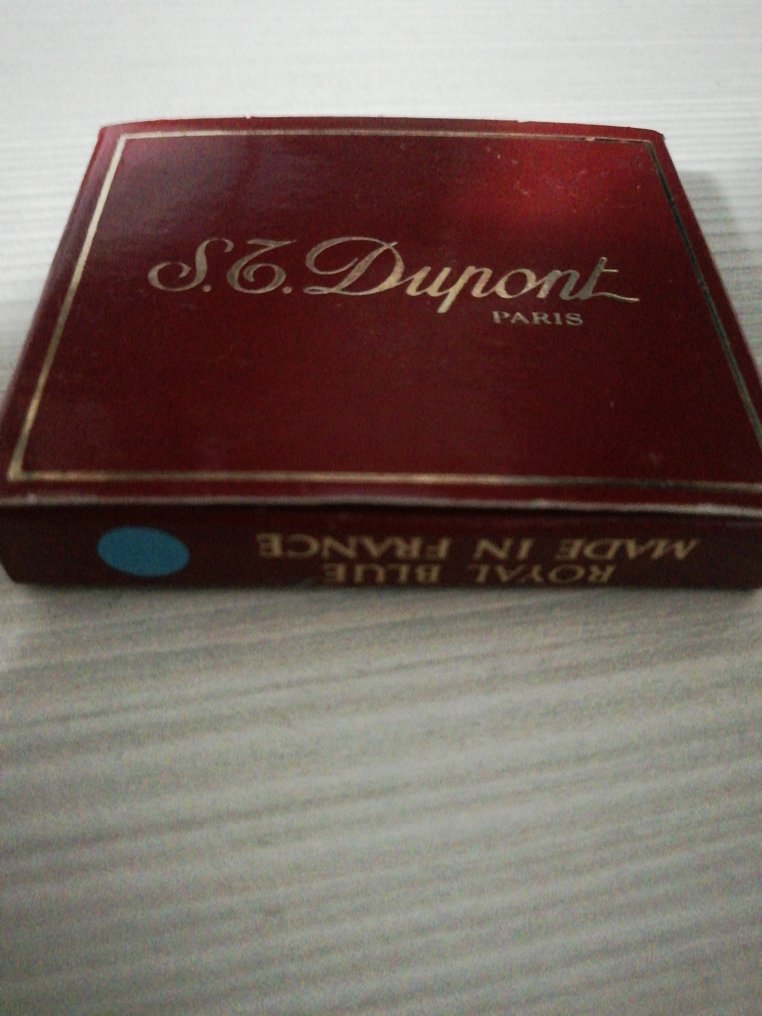 S.T. Dupont
PARIS
ROYAL BLUE
MADE IN FRANCE